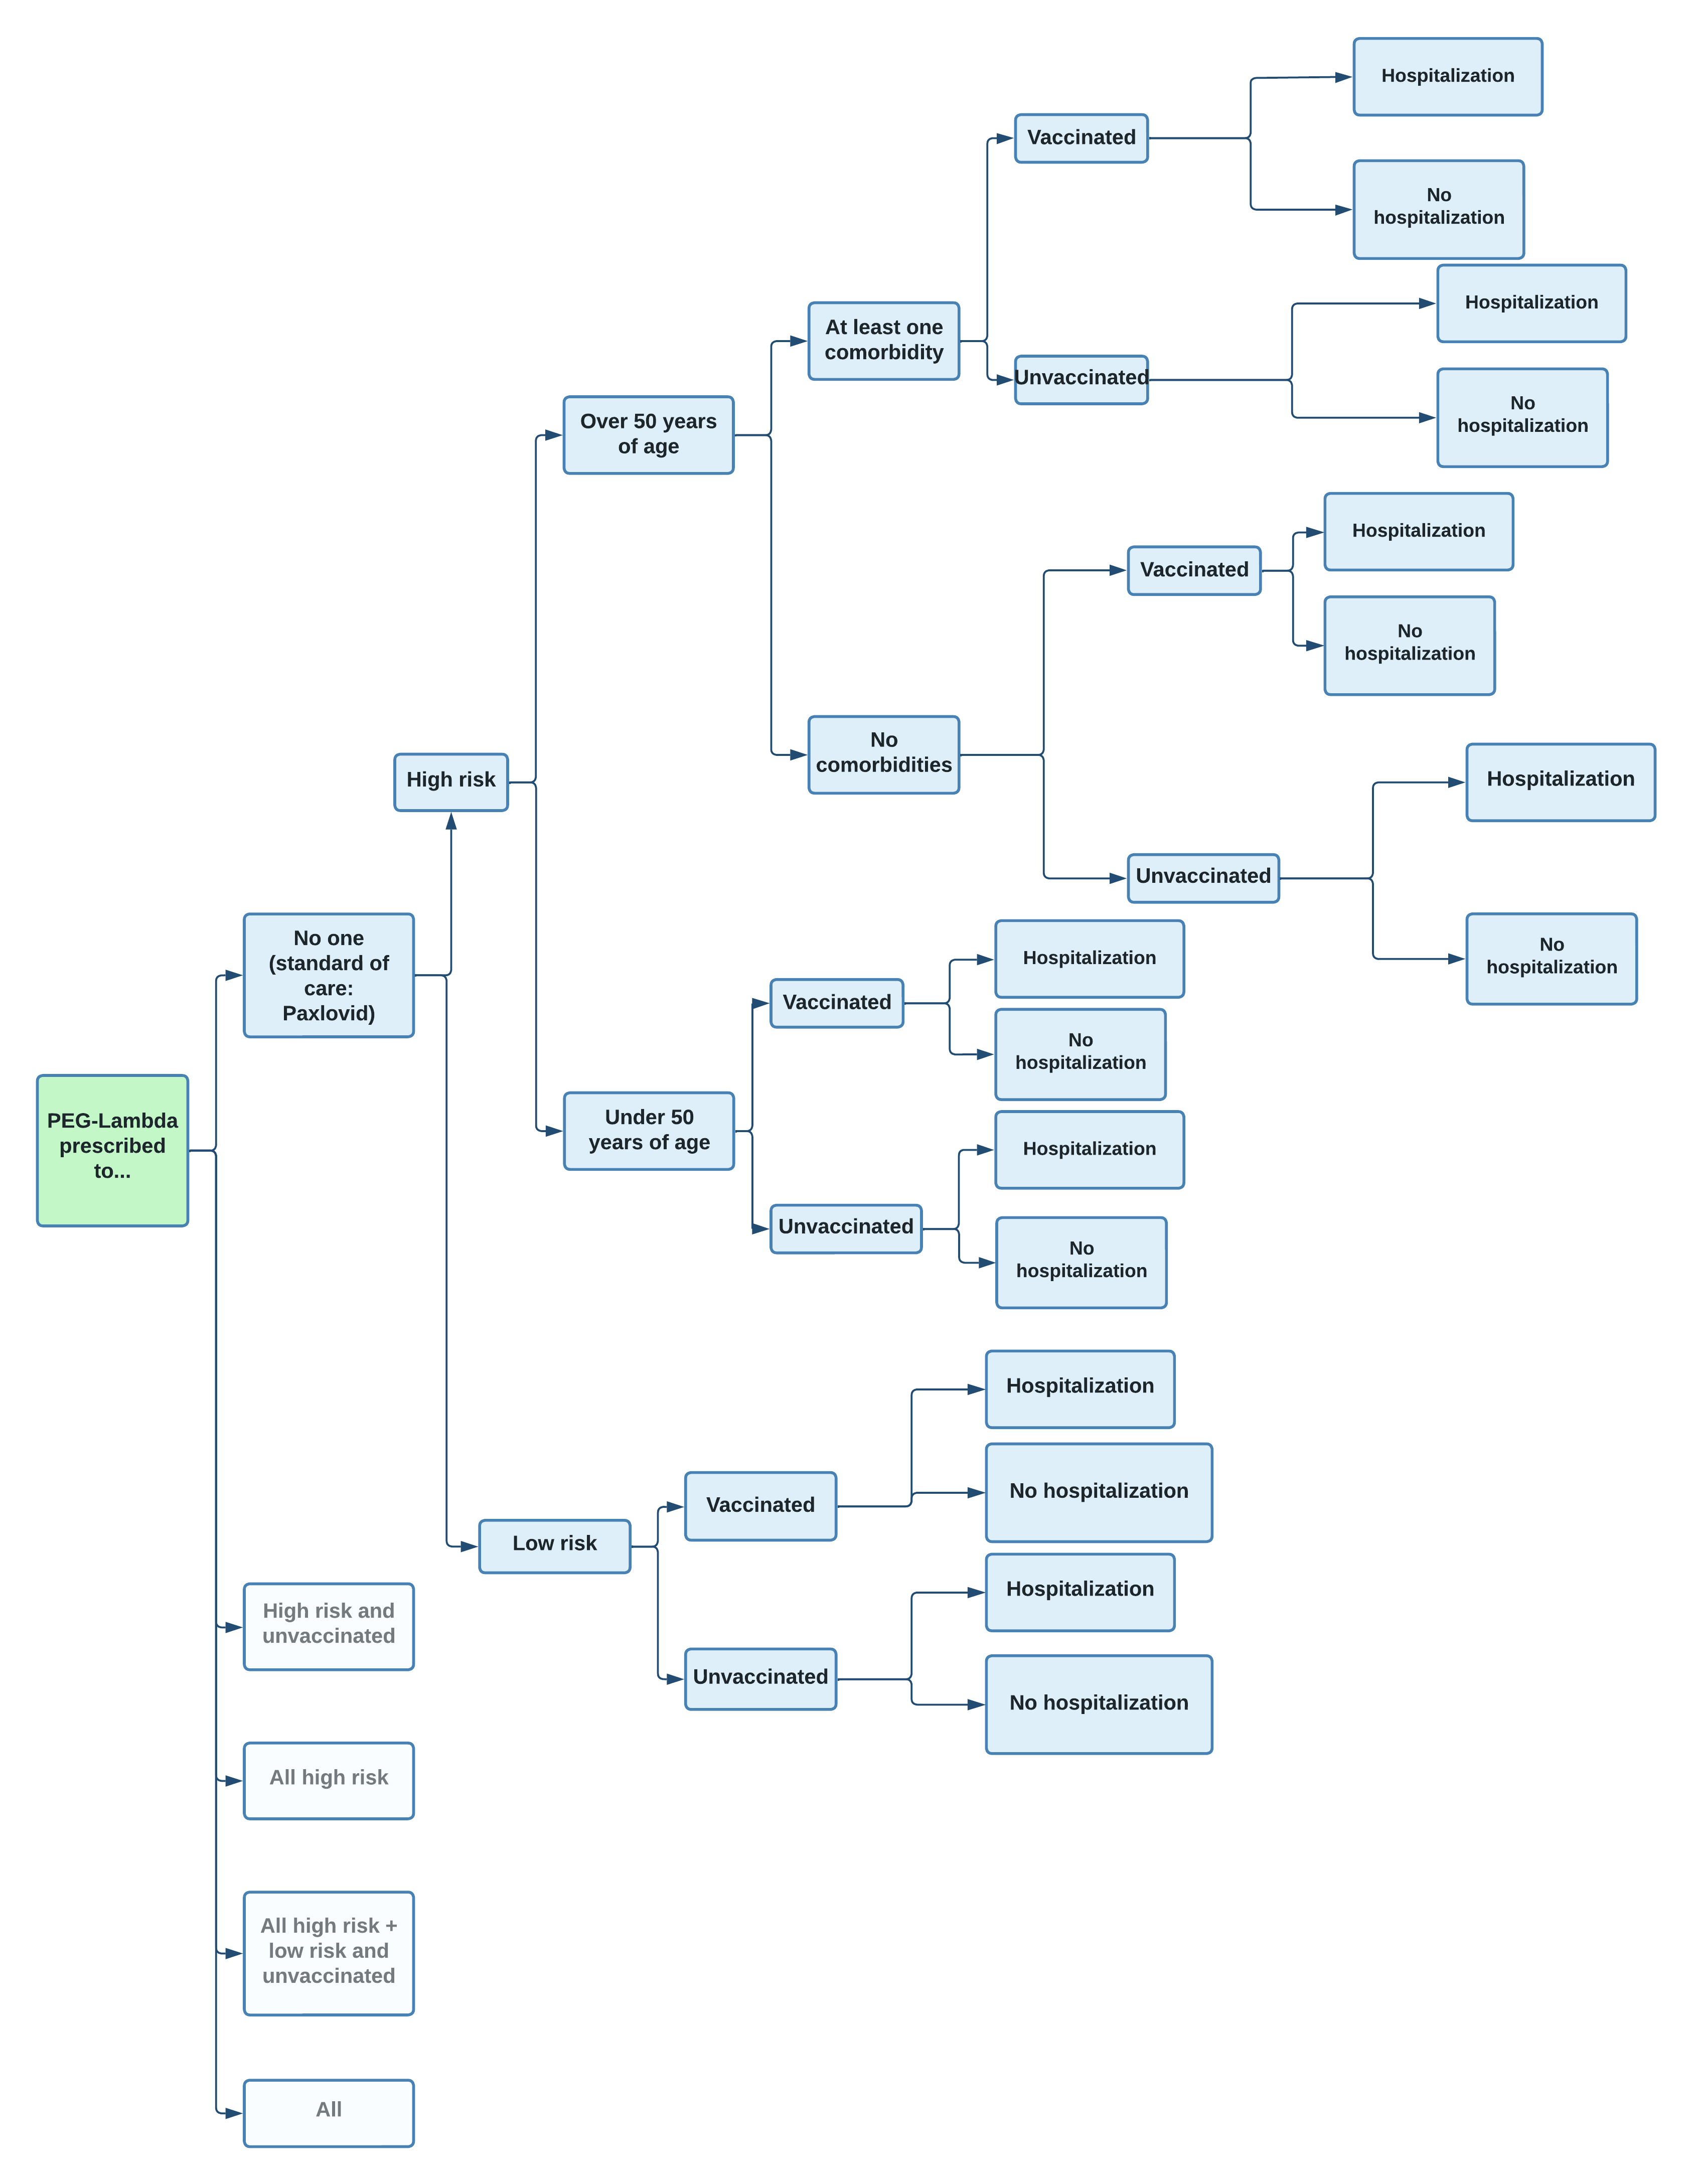 Hospitalization
Vaccinated
No
hospitalization
Hospitalization
At least one
comorbidity
Unvaccinated
No
hospitalization
Over 50 years
of age
Hospitalization
Vaccinated
No
hospitalization
No
comorbidities
High risk
Hospitalization
Unvaccinated
No
hospitalization
No one
(standard of
care:
Paxlovid)
Hospitalization
Vaccinated
No
hospitalization
PEG-Lambda
prescribed
to...
Under 50
years of age
Hospitalization
Unvaccinated
No
hospitalization
Hospitalization
Vaccinated
No hospitalization
Low risk
Hospitalization
High risk and
unvaccinated
Unvaccinated
No hospitalization
All high risk
All high risk +
low risk and
unvaccinated
All